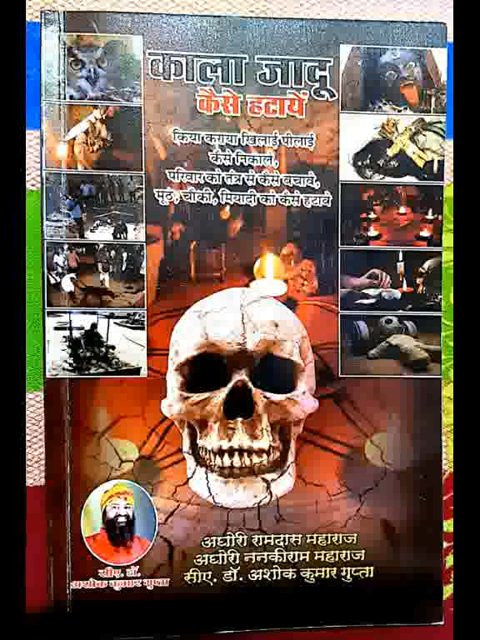 काला जादू
कैसे हटायें
किया कराया खिलाई पीलाई
कैसे निकाले,
परिवार को तंत्र से कैसे बचावे,
मूठ, चौकी, मियादी को कैसे हटावे
अघोरी रामदास महाराज
अघोरी ननकीराम महाराज
सीए. डॉ. अशोक कुमार गुप्ता
सीए. डॉ.
अशोक कुमार गुप्ता